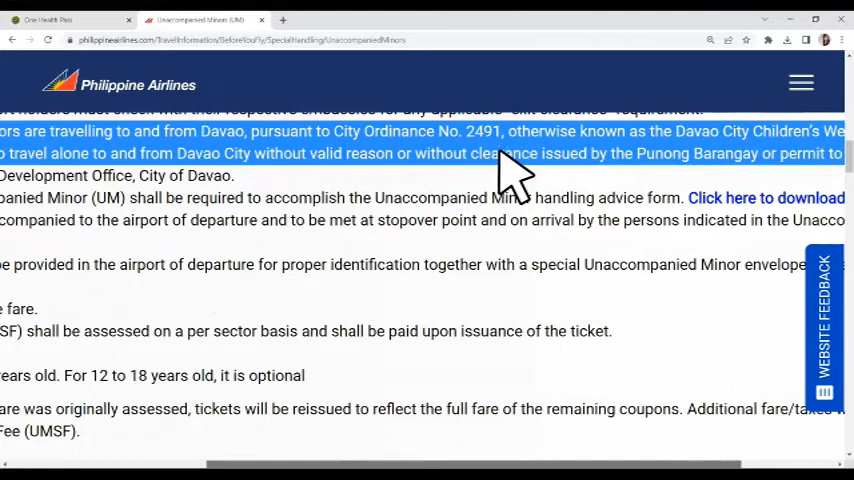 One Health Pass
Unaccompanied Minors (UM)
philippineairlines.com/TravelInformation/BeforeYouFly/SpecialHandling/UnaccompaniedMinors
Philippine Airlines
ors are travelling to and from Davao, pursuant to City Ordinance No. 2491, otherwise known as the Davao City Children's We
o travel alone to and from Davao City without valid reason or without clearance issued by the Punong Barangay or permit to
Development Office, City of Davao.
panied Minor (UM) shall be required to accomplish the Unaccompanied Minor handling advice form. Click here to download
companied to the airport of departure and to be met at stopover point and on arrival by the persons indicated in the Unacco
be provided in the airport of departure for proper identification together with a special Unaccompanied Minor envelope
e fare.
SF) shall be assessed on a per sector basis and shall be paid upon issuance of the ticket.
years old. For 12 to 18 years old, it is optional
are was originally assessed, tickets will be reissued to reflect the full fare of the remaining coupons. Additional fare/taxes
Fee (UMSF).
WEBSITE FEEDBACK